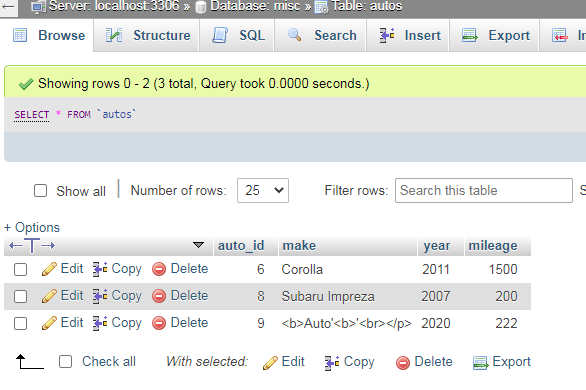 Server: localhost:3306 » Database: misc » Table: autos
Browse Structure SQL Search Insert Export
Showing rows 0 - 2 (3 total, Query took 0.0000 seconds.)
SELECT * FROM `autos`
Show all Number of rows: 25 Filter rows: Search this table
+ Options
auto_id make year mileage
Edit Copy Delete 6 Corolla 2011 1500
Edit Copy Delete 8 Subaru Impreza 2007 200
Edit Copy Delete 9 <b>Auto'<b>'<br></p> 2020 222
Check all With selected: Edit Copy Delete Export